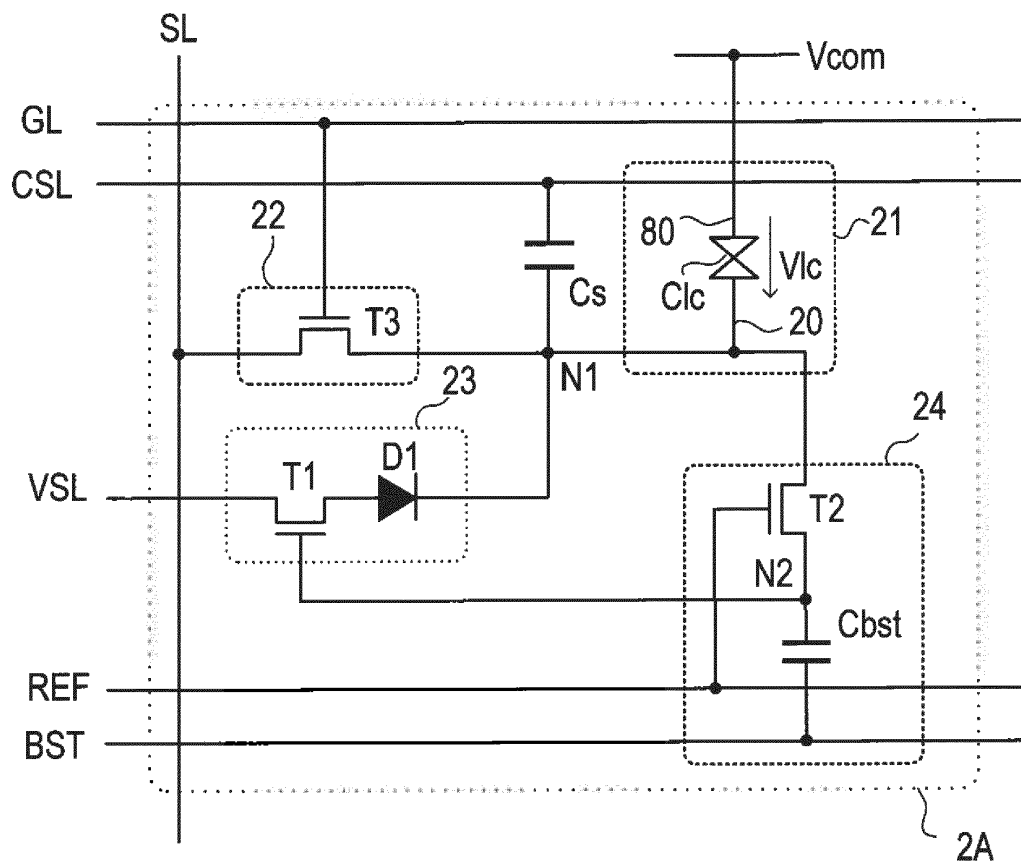 SL
Vcom
GL
CSL
22
80
21
Vlc
Clc
Cs
20
T3
N1
23
24
D1
VSL
T1
T2
N2
Cbst
REF
BST
2A